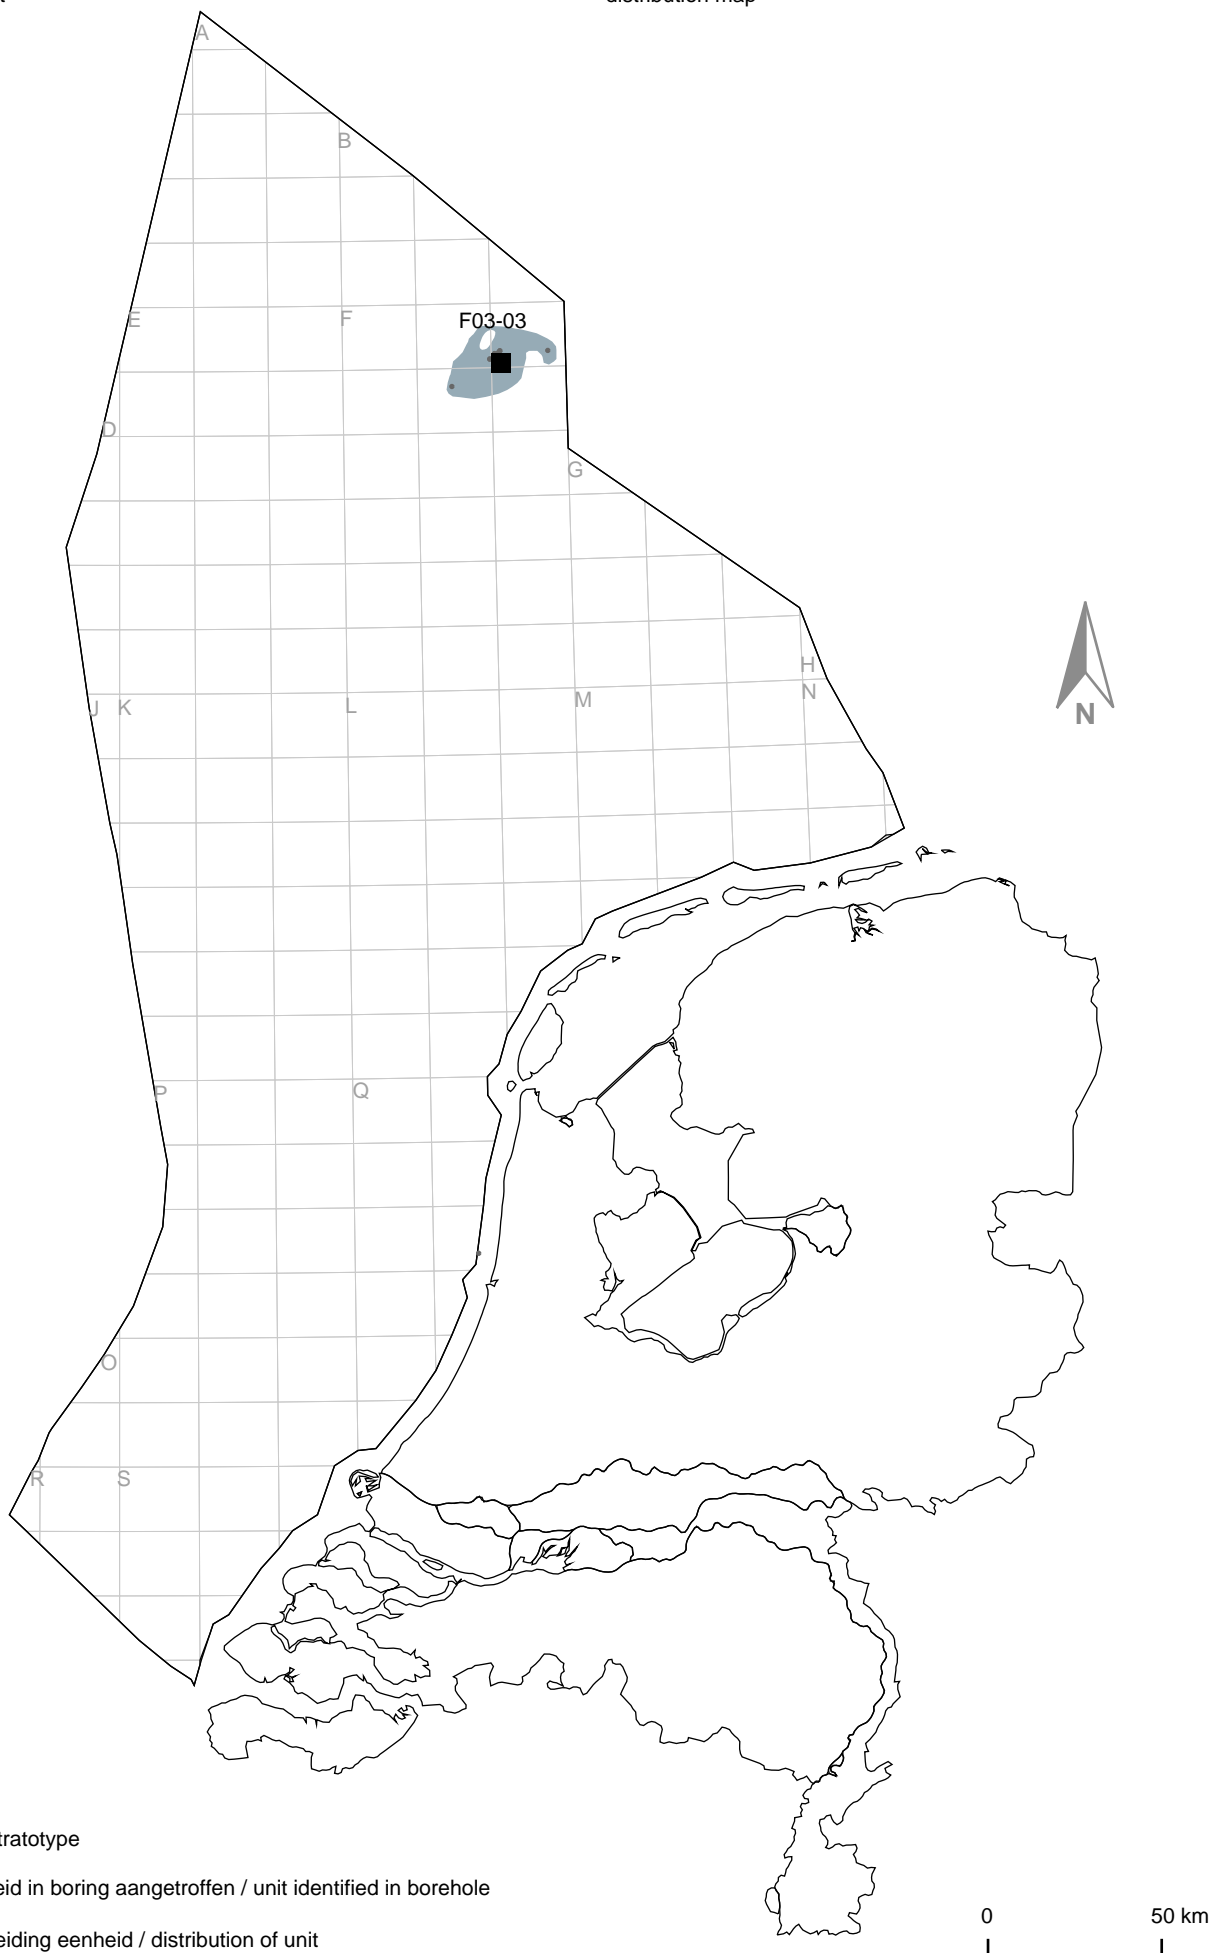 distribution map
A
B
E
F
F03-03
D
G
H
N
J K
L
M
N
P
Q
O
R
S
tratotype
eid in boring aangetroffen / unit identified in borehole
eiding eenheid / distribution of unit
0
50 km